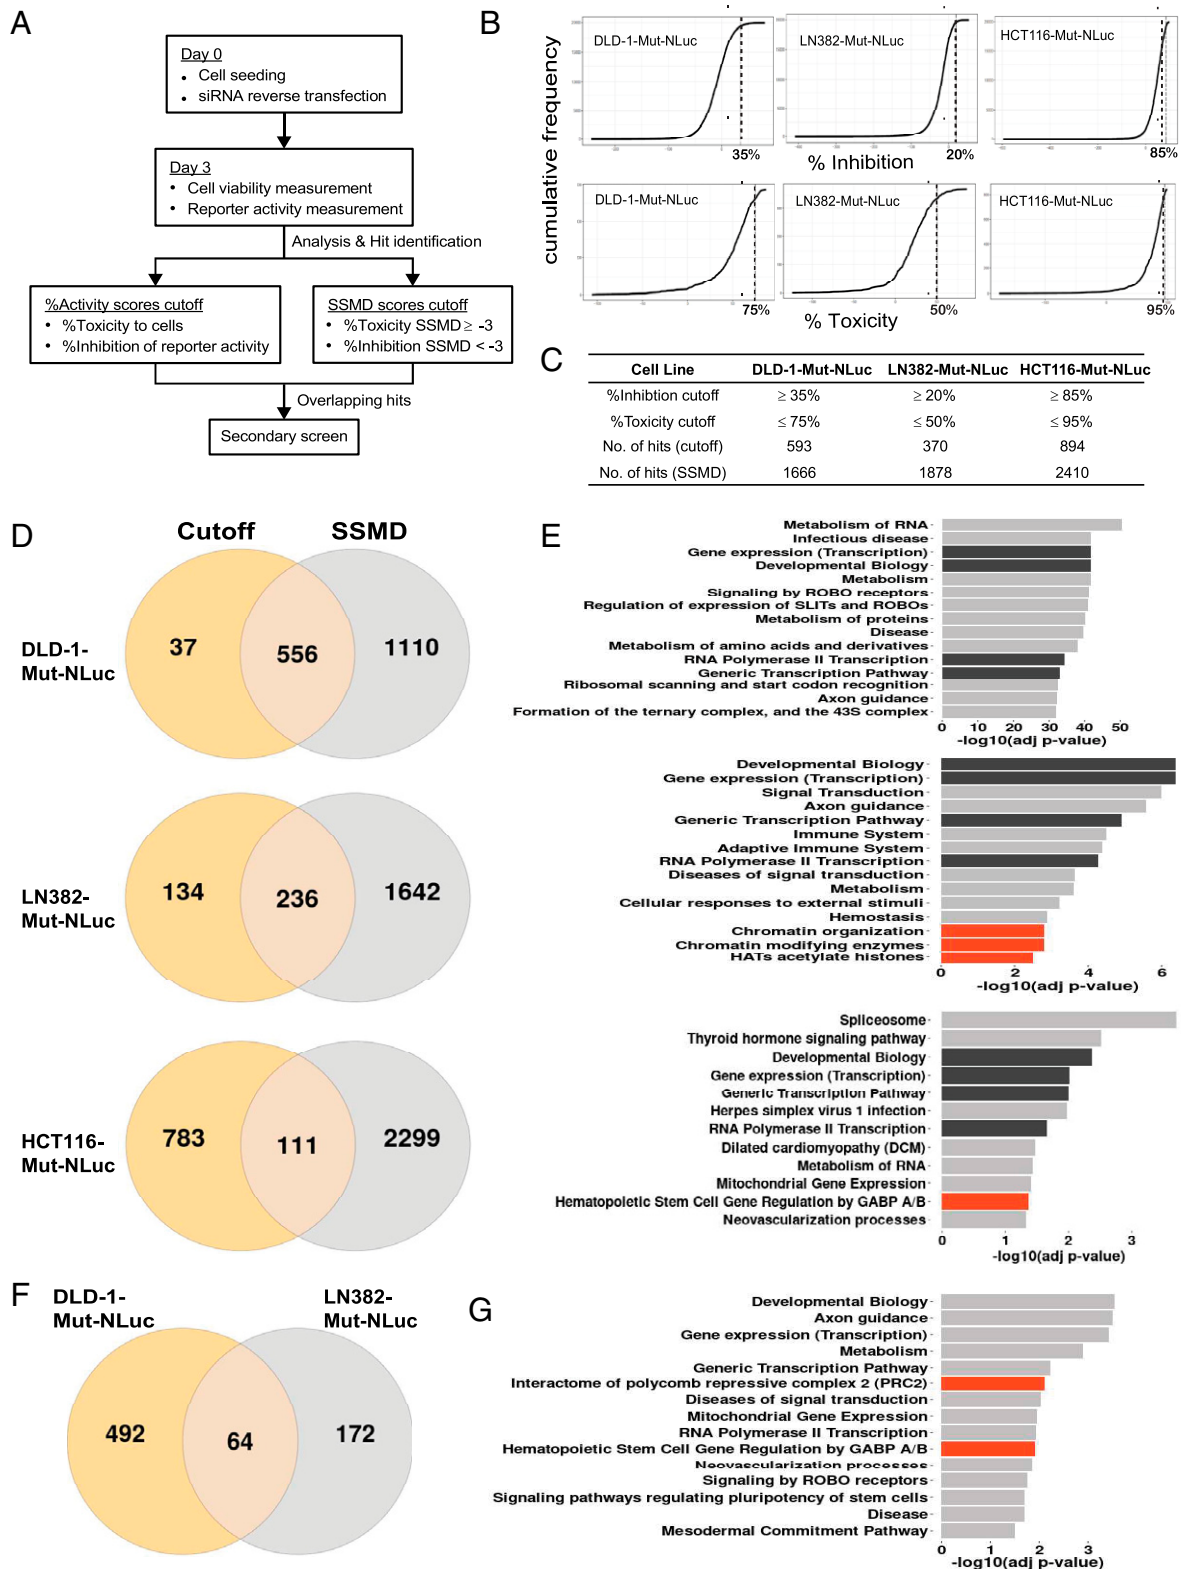 A
Day 0
• Cell seeding
• siRNA reverse transfection
Day 3
• Cell viability measurement
• Reporter activity measurement
Analysis & Hit identification
%Activity scores cutoff
• %Toxicity to cells
• %Inhibition of reporter activity
SSMD scores cutoff
• %Toxicity SSMD ≥ -3
• %Inhibition SSMD < -3
Overlapping hits
Secondary screen
B
cumulative frequency
DLD-1-Mut-NLuc
LN382-Mut-NLuc
HCT116-Mut-NLuc
35%
20%
85%
% Inhibition
DLD-1-Mut-NLuc
LN382-Mut-NLuc
HCT116-Mut-NLuc
75%
50%
95%
% Toxicity
C
Cell Line DLD-1-Mut-NLuc LN382-Mut-NLuc HCT116-Mut-NLuc
%Inhibtion cutoff ≥ 35% ≥ 20% ≥ 85%
%Toxicity cutoff ≤ 75% ≤ 50% ≤ 95%
No. of hits (cutoff) 593 370 894
No. of hits (SSMD) 1666 1878 2410
D
Cutoff SSMD
DLD-1-
Mut-NLuc
37 556 1110
LN382-
Mut-NLuc
134 236 1642
HCT116-
Mut-NLuc
783 111 2299
E
Metabolism of RNA
Infectious disease
Gene expression (Transcription)
Developmental Biology
Metabolism
Signaling by ROBO receptors
Regulation of expression of SLITs and ROBOs
Metabolism of proteins
Disease
Metabolism of amino acids and derivatives
RNA Polymerase II Transcription
Generic Transcription Pathway
Ribosomal scanning and start codon recognition
Axon guidance
Formation of the ternary complex, and the 43S complex
0 10 20 30 40 50
-log10(adj p-value)
Developmental Biology
Gene expression (Transcription)
Signal Transduction
Axon guidance
Generic Transcription Pathway
Immune System
Adaptive Immune System
RNA Polymerase II Transcription
Diseases of signal transduction
Metabolism
Cellular responses to external stimuli
Hemostasis
Chromatin organization
Chromatin modifying enzymes
HATs acetylate histones
0 2 4 6
-log10(adj p-value)
Spliceosome
Thyroid hormone signaling pathway
Developmental Biology
Gene expression (Transcription)
Generic Transcription Pathway
Herpes simplex virus 1 infection
RNA Polymerase II Transcription
Dilated cardiomyopathy (DCM)
Metabolism of RNA
Mitochondrial Gene Expression
Hematopoietic Stem Cell Gene Regulation by GABP A/B
Neovascularization processes
0 1 2 3
-log10(adj p-value)
F
DLD-1-
Mut-NLuc
LN382-
Mut-NLuc
492 64 172
G
Developmental Biology
Axon guidance
Gene expression (Transcription)
Metabolism
Generic Transcription Pathway
Interactome of polycomb repressive complex 2 (PRC2)
Diseases of signal transduction
Mitochondrial Gene Expression
RNA Polymerase II Transcription
Hematopoietic Stem Cell Gene Regulation by GABP A/B
Neovascularization processes
Signaling by ROBO receptors
Signaling pathways regulating pluripotency of stem cells
Disease
Mesodermal Commitment Pathway
0 1 2 3
-log10(adj p-value)